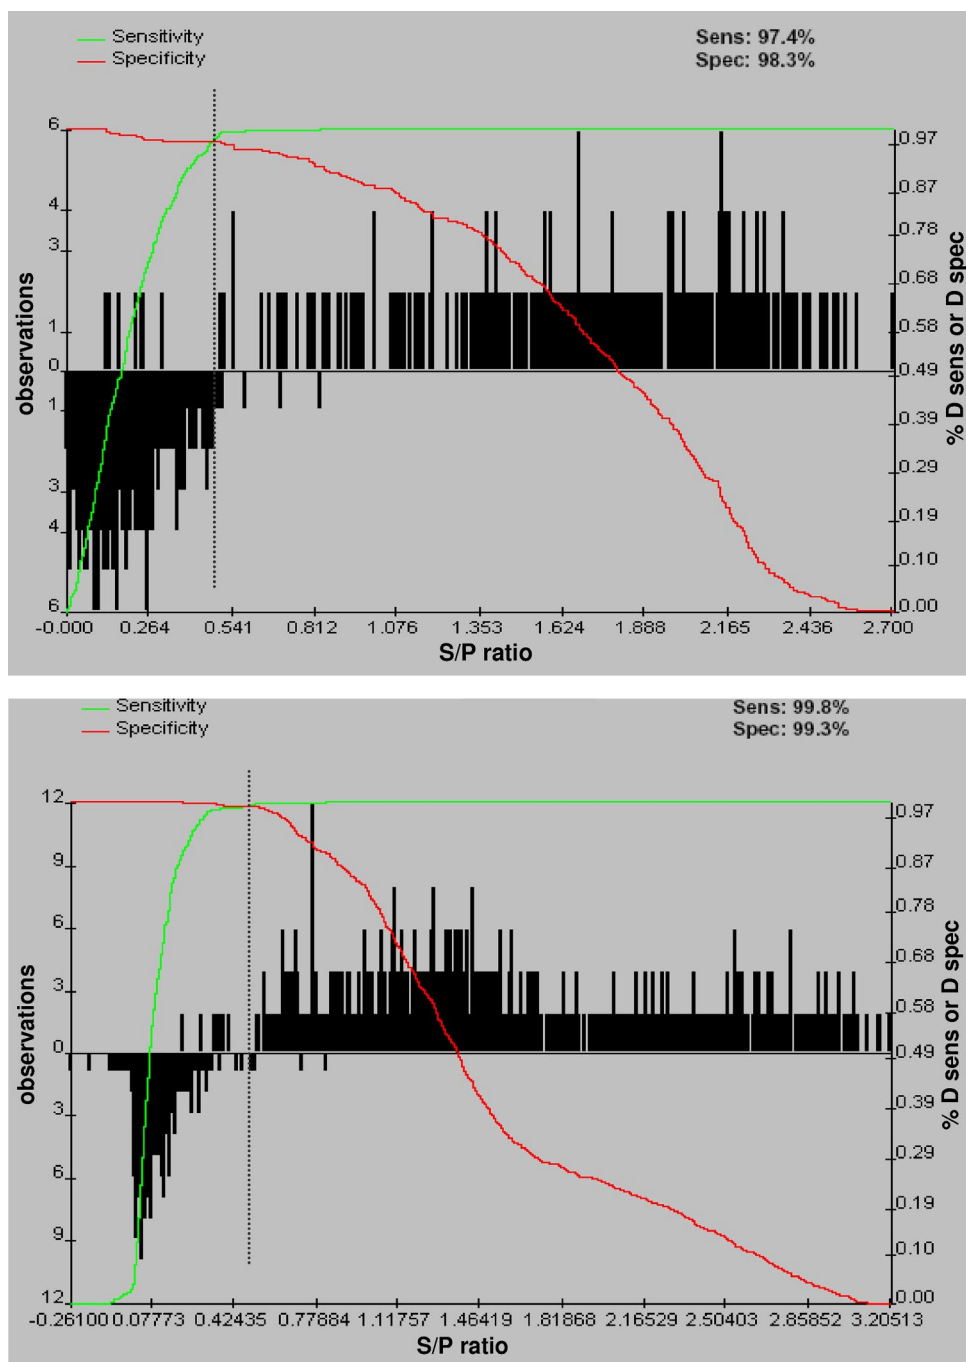 Sensitivity
Specificity
Sens: 97.4%
Spec: 98.3%
6
4
3
1
0
1
3
4
6
observations
0.97
0.87
0.78
0.68
0.58
0.49
0.39
0.29
0.19
0.10
0.00
% D sens or D spec
-0.000 0.264 0.541 0.812 1.076 1.353 1.624 1.888 2.165 2.436 2.700
S/P ratio
Sensitivity
Specificity
Sens: 99.8%
Spec: 99.3%
12
9
6
3
0
3
6
9
12
observations
0.97
0.87
0.78
0.68
0.58
0.49
0.39
0.29
0.19
0.10
0.00
% D sens or D spec
-0.26100 0.07773 0.42435 0.77884 1.11757 1.46419 1.81868 2.16529 2.50403 2.85852 3.20513
S/P ratio